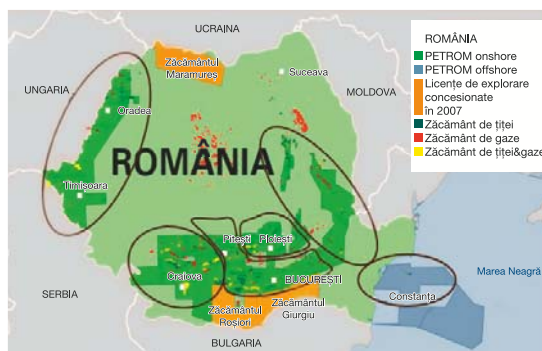 UCRAINA
Zăcământul
Maramureș
Suceava
UNGARIA
MOLDOVA
Oradea
ROMÂNIA
Timișoara
Pitești
Ploiești
Craiova
BUCUREȘTI
SERBIA
Zăcământul
Roșiori
Zăcământul
Giurgiu
Constanța
Marea Neagră
BULGARIA
ROMÂNIA
PETROM onshore
PETROM offshore
Licențe de explorare
concesionate
în 2007
Zăcământ de țiței
Zăcământ de gaze
Zăcământ de țiței&gaze